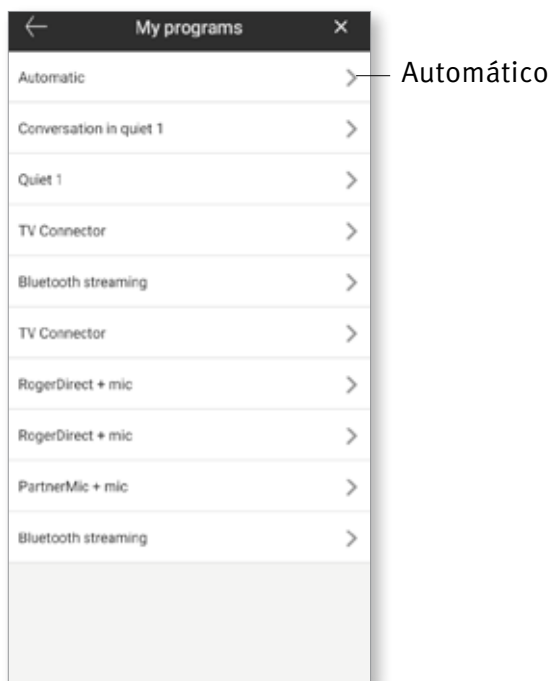 My programs
Automatic
Automático
Conversation in quiet 1
Quiet 1
TV Connector
Bluetooth streaming
TV Connector
RogerDirect + mic
RogerDirect + mic
PartnerMic + mic
Bluetooth streaming